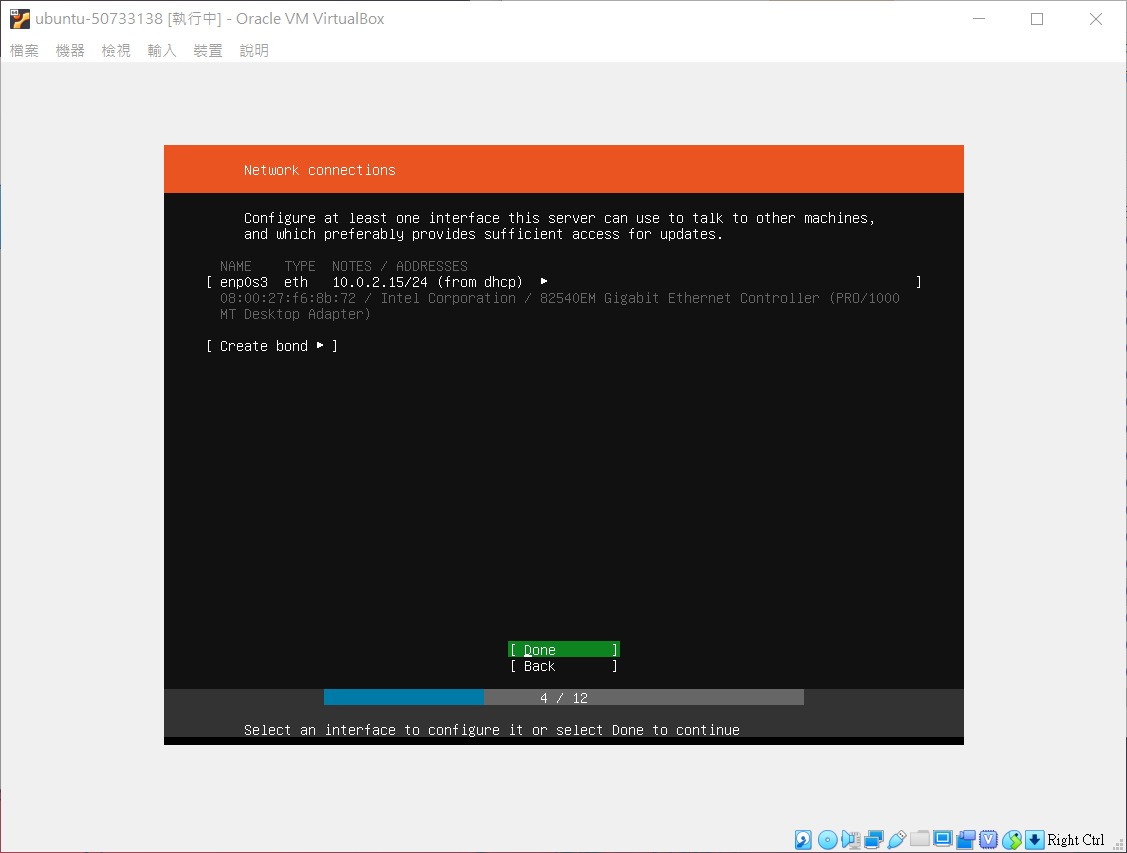 ubuntu-50733138 [執行中] - Oracle VM VirtualBox
檔案 機器 檢視 輸入 裝置 說明
Network connections
Configure at least one interface this server can use to talk to other machines,
and which preferably provides sufficient access for updates.
NAME TYPE NOTES / ADDRESSES
[ enp0s3 eth 10.0.2.15/24 (from dhcp) ▸ ]
08:00:27:f6:8b:72 / Intel Corporation / 82540EM Gigabit Ethernet Controller (PRO/1000
MT Desktop Adapter)
[ Create bond ▸ ]
[ Done ]
[ Back ]
4 / 12
Select an interface to configure it or select Done to continue
Right Ctrl